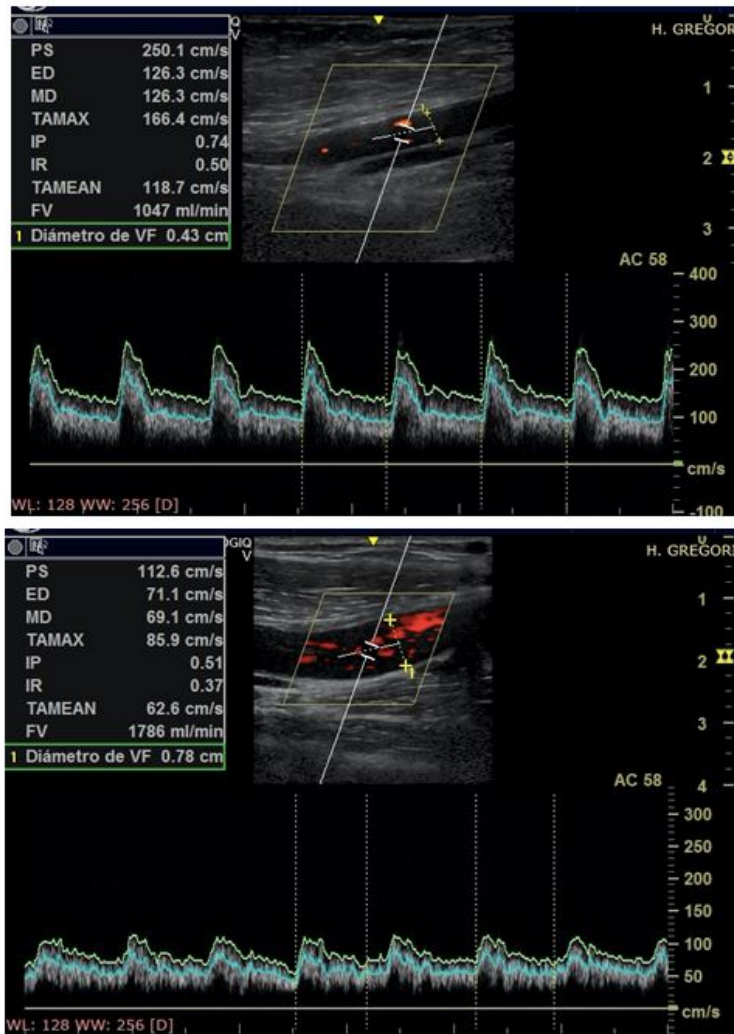 H. GREGORI
V
PS 250.1 cm/s
ED 126.3 cm/s
MD 126.3 cm/s
TAMAX 166.4 cm/s
IP 0.74
IR 0.50
TAMEAN 118.7 cm/s
FV 1047 ml/min
1 Diámetro de VF 0.43 cm
1
1
2
3
AC 58
400
300
200
100
cm/s
-100
WL: 128 WW: 256 [D]
OGIQ
V
H. GREGORI
PS 112.6 cm/s
ED 71.1 cm/s
MD 69.1 cm/s
TAMAX 85.9 cm/s
IP 0.51
IR 0.37
TAMEAN 62.6 cm/s
FV 1786 ml/min
1 Diámetro de VF 0.78 cm
1
1
2
3
4
AC 58
300
250
200
150
100
50
cm/s
WL: 128 WW: 256 [D]